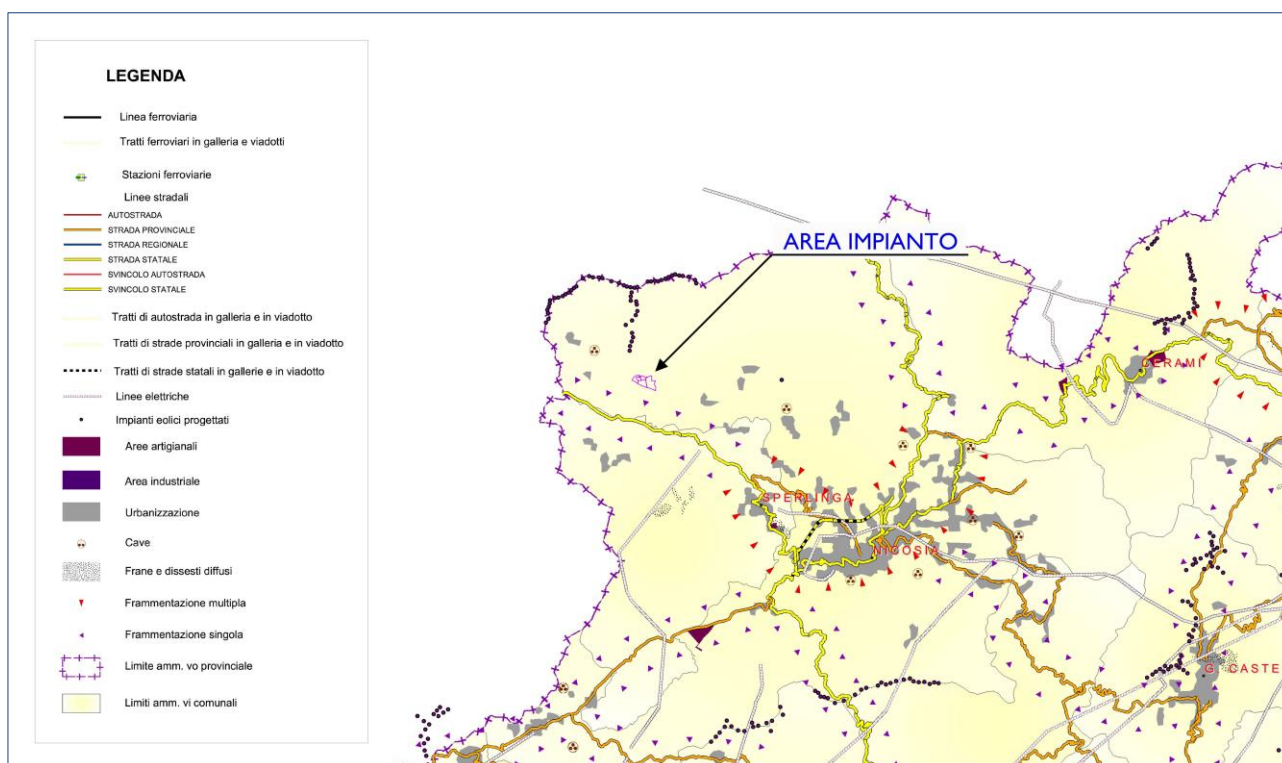 LEGENDA
Linea ferroviaria
Tratti ferroviari in galleria e viadotti
Stazioni ferroviarie
Linee stradali
AUTOSTRADA
STRADA PROVINCIALE
STRADA REGIONALE
STRADA STATALE
SVINCOLO AUTOSTRADA
SVINCOLO STATALE
Tratti di autostrada in galleria e in viadotto
Tratti di strade provinciali in galleria e in viadotto
Tratti di strade statali in gallerie e in viadotto
Linee elettriche
Impianti eolici progettati
Aree artigianali
Area industriale
Urbanizzazione
Cave
Frane e dissesti diffusi
Frammentazione multipla
Frammentazione singola
Limite amm. vo provinciale
Limiti amm. vi comunali
AREA IMPIANTO
CERAMI
SPERLINGA
NICOSIA
G. CASTE